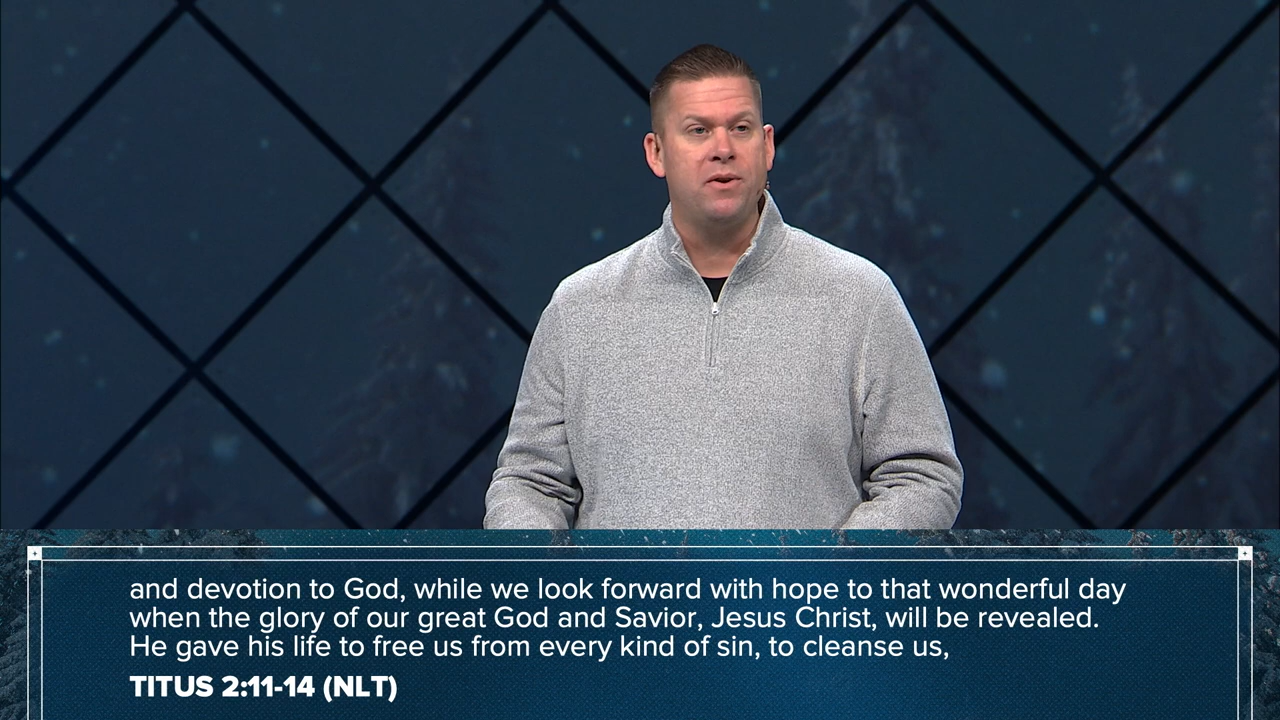 and devotion to God, while we look forward with hope to that wonderful day
when the glory of our great God and Savior, Jesus Christ, will be revealed.
He gave his life to free us from every kind of sin, to cleanse us,
TITUS 2:11-14 (NLT)